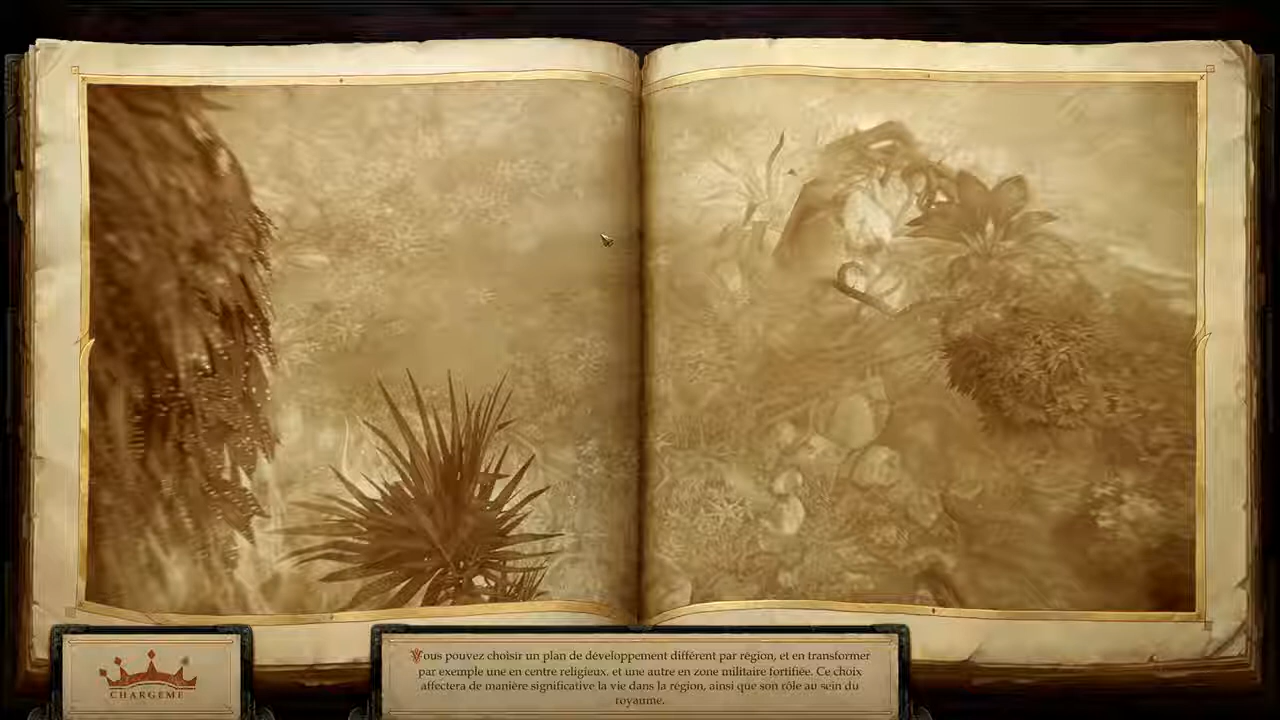 Vous pouvez choisir un plan de développement différent par région, et en transformer
par exemple une en centre religieux, et une autre en zone militaire fortifiée. Ce choix
affectera de manière significative la vie dans la région, ainsi que son rôle au sein du
royaume.
CHARGEME